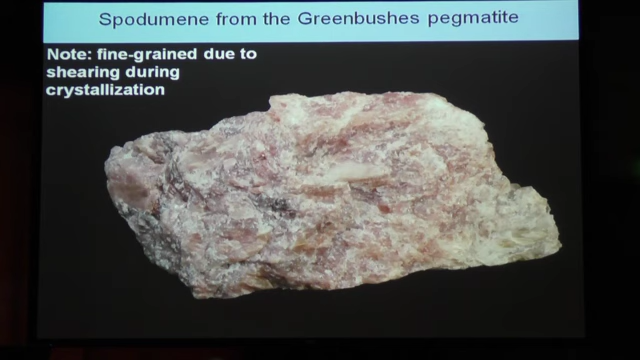 Spodumene from the Greenbushes pegmatite
Note: fine-grained due to
shearing during
crystallization